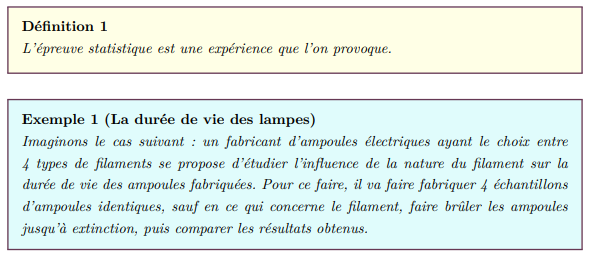 Définition 1
L'épreuve statistique est une expérience que l'on provoque.
Exemple 1 (La durée de vie des lampes)
Imaginons le cas suivant : un fabricant d'ampoules électriques ayant le choix entre
4 types de filaments se propose d'étudier l'influence de la nature du filament sur la
durée de vie des ampoules fabriquées. Pour ce faire, il va faire fabriquer 4 échantillons
d'ampoules identiques, sauf en ce qui concerne le filament, faire brûler les ampoules
jusqu'à extinction, puis comparer les résultats obtenus.